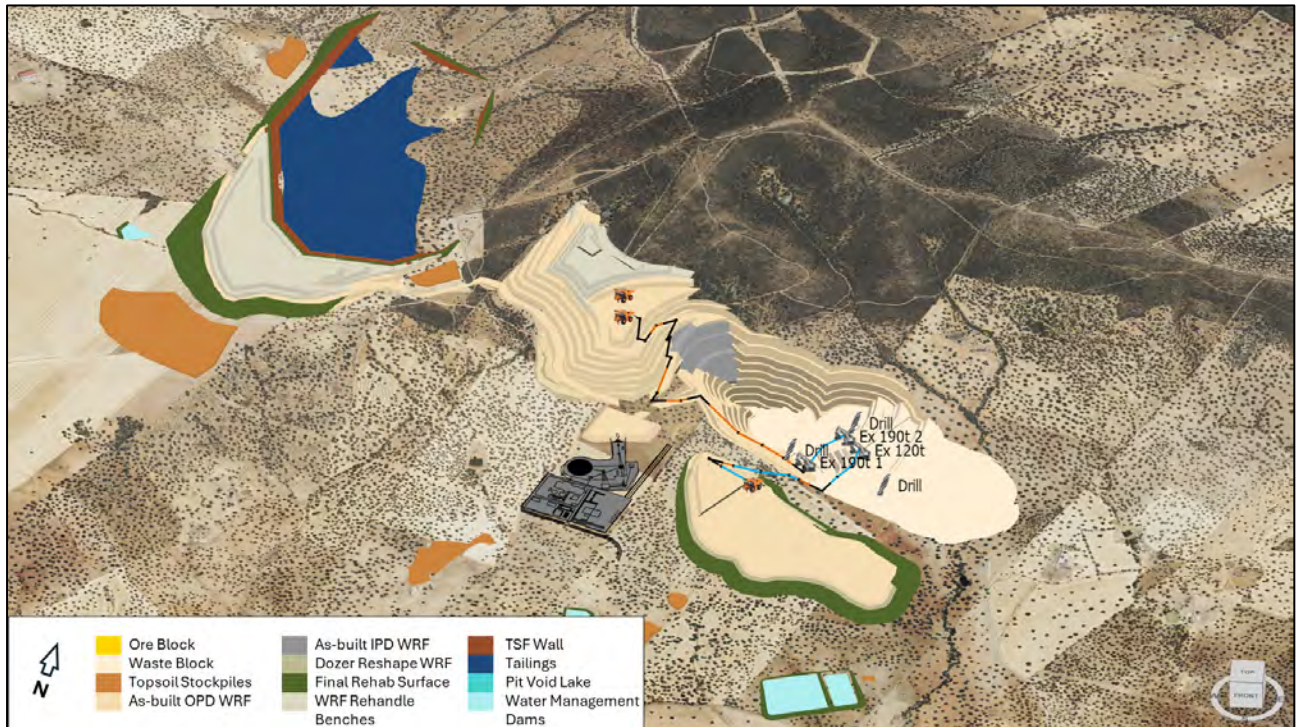 Drill
Ex 190t 2
Drill
Ex 120t
Ex 190t 1
Drill
N
Ore Block
Waste Block
Topsoil Stockpiles
As-built OPD WRF
As-built IPD WRF
Dozer Reshape WRF
Final Rehab Surface
WRF Rehandle
Benches
TSF Wall
Tailings
Pit Void Lake
Water Management
Dams
FRONT